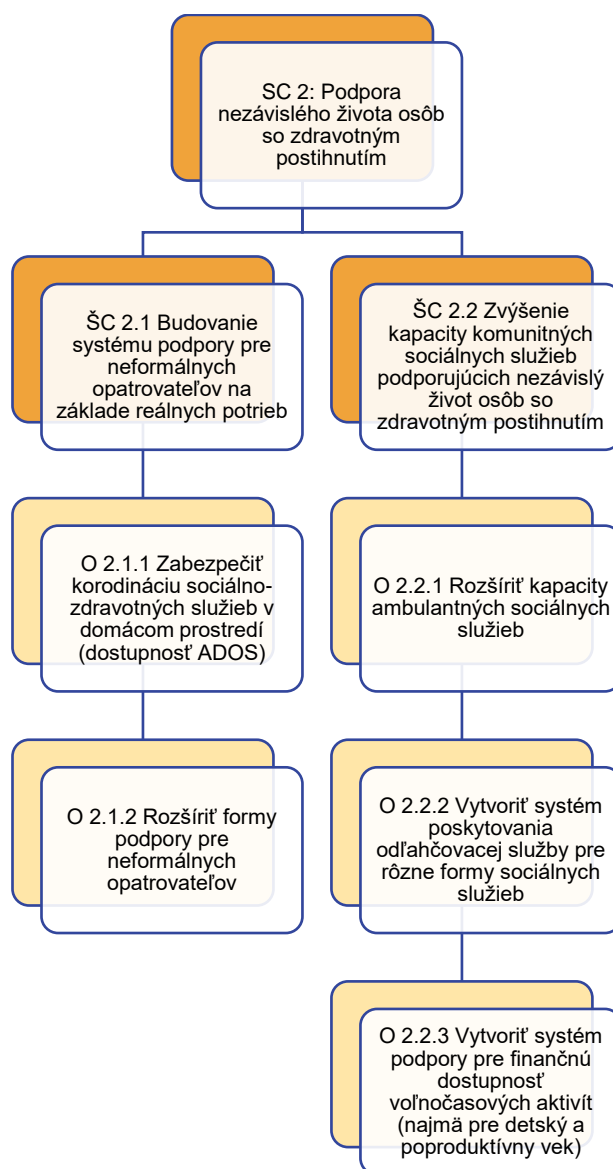 SC 2: Podpora
nezávislého života osôb
so zdravotným
postihnutím
ŠC 2.1 Budovanie
systému podpory pre
neformálnych
opatrovateľov na
základe reálnych potrieb
O 2.1.1 Zabezpečiť
korodináciu sociálno-
zdravotných služieb v
domácom prostredí
(dostupnosť ADOS)
O 2.1.2 Rozšíriť formy
podpory pre
neformálnych
opatrovateľov
ŠC 2.2 Zvýšenie
kapacity komunitných
sociálnych služieb
podporujúcich nezávislý
život osôb so
zdravotným postihnutím
O 2.2.1 Rozšíriť kapacity
ambulantných sociálnych
služieb
O 2.2.2 Vytvoriť systém
poskytovania
odľahčovacej služby pre
rôzne formy sociálnych
služieb
O 2.2.3 Vytvoriť systém
podpory pre finančnú
dostupnosť
voľnočasových aktivít
(najmä pre detský a
poproduktívny vek)